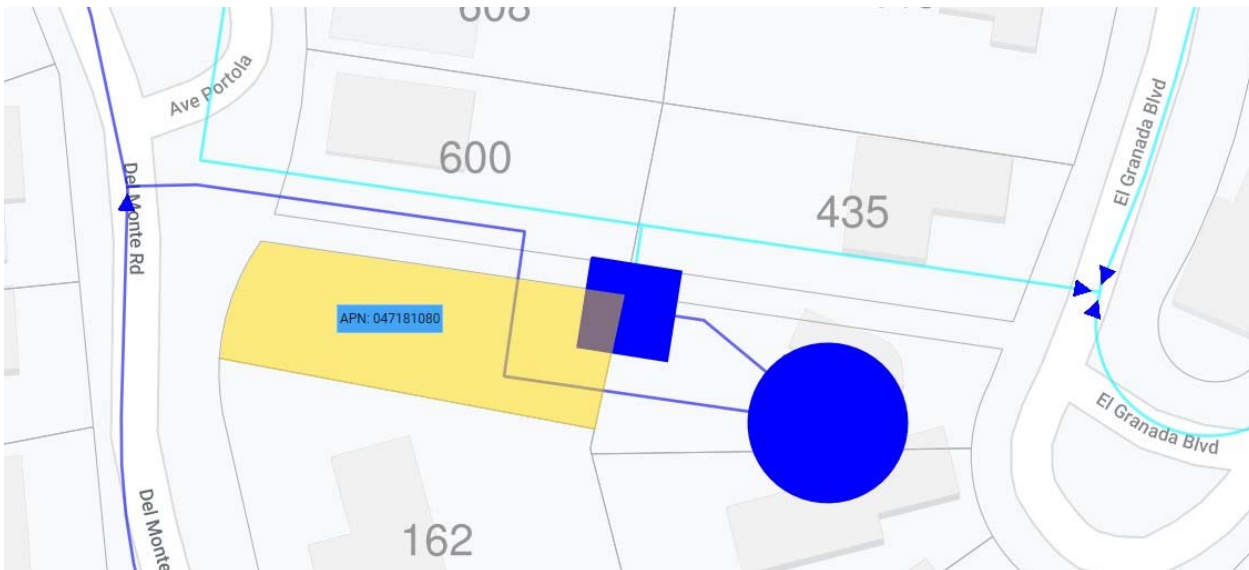 608
Ave Portola
El Granada Blvd
600
Del Monte Rd
435
APN: 047181080
El Granada Blvd
Del Monte
162